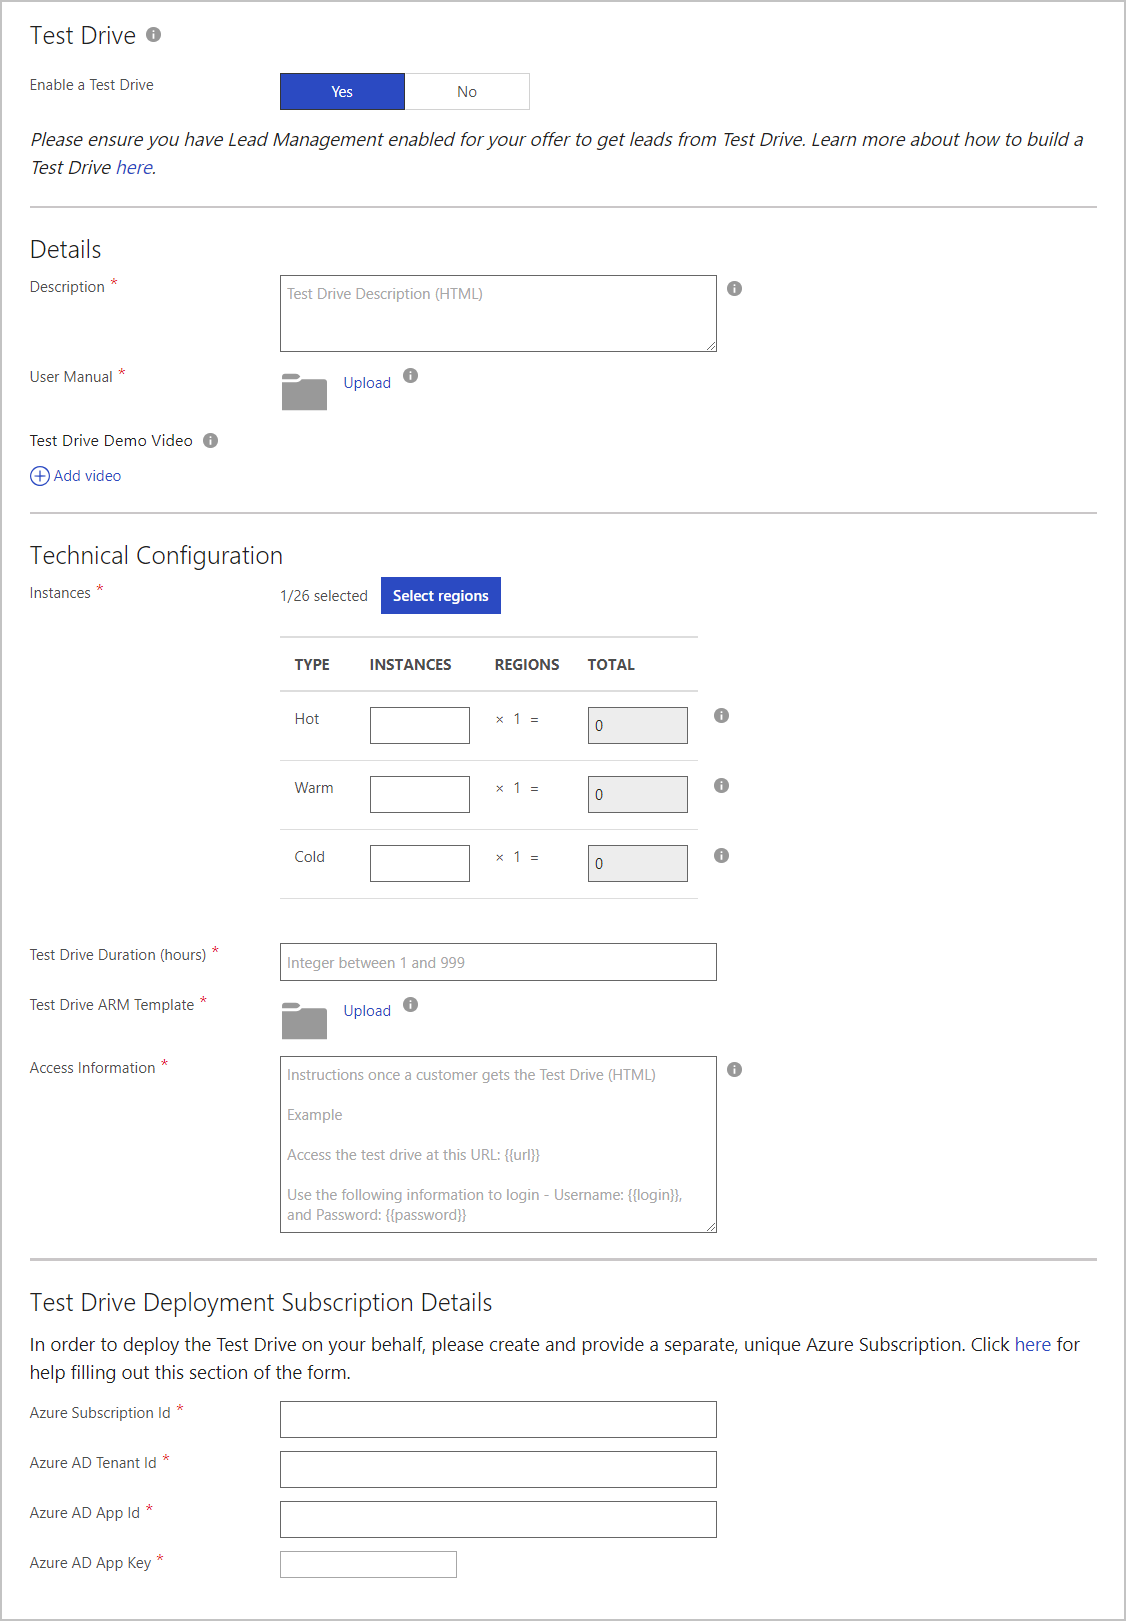 Test Drive
Enable a Test Drive
Yes
No
Please ensure you have Lead Management enabled for your offer to get leads from Test Drive. Learn more about how to build a
Test Drive here.
Details
Description *
Test Drive Description (HTML)
User Manual *
Upload
Test Drive Demo Video
Add video
Technical Configuration
Instances *
1/26 selected
Select regions
TYPE INSTANCES REGIONS TOTAL
Hot × 1 = 0
Warm × 1 = 0
Cold × 1 = 0
Test Drive Duration (hours) *
Integer between 1 and 999
Test Drive ARM Template *
Upload
Access Information *
Instructions once a customer gets the Test Drive (HTML)
Example
Access the test drive at this URL: {{url}}
Use the following information to login - Username: {{login}},
and Password: {{password}}
Test Drive Deployment Subscription Details
In order to deploy the Test Drive on your behalf, please create and provide a separate, unique Azure Subscription. Click here for
help filling out this section of the form.
Azure Subscription Id *
Azure AD Tenant Id *
Azure AD App Id *
Azure AD App Key *